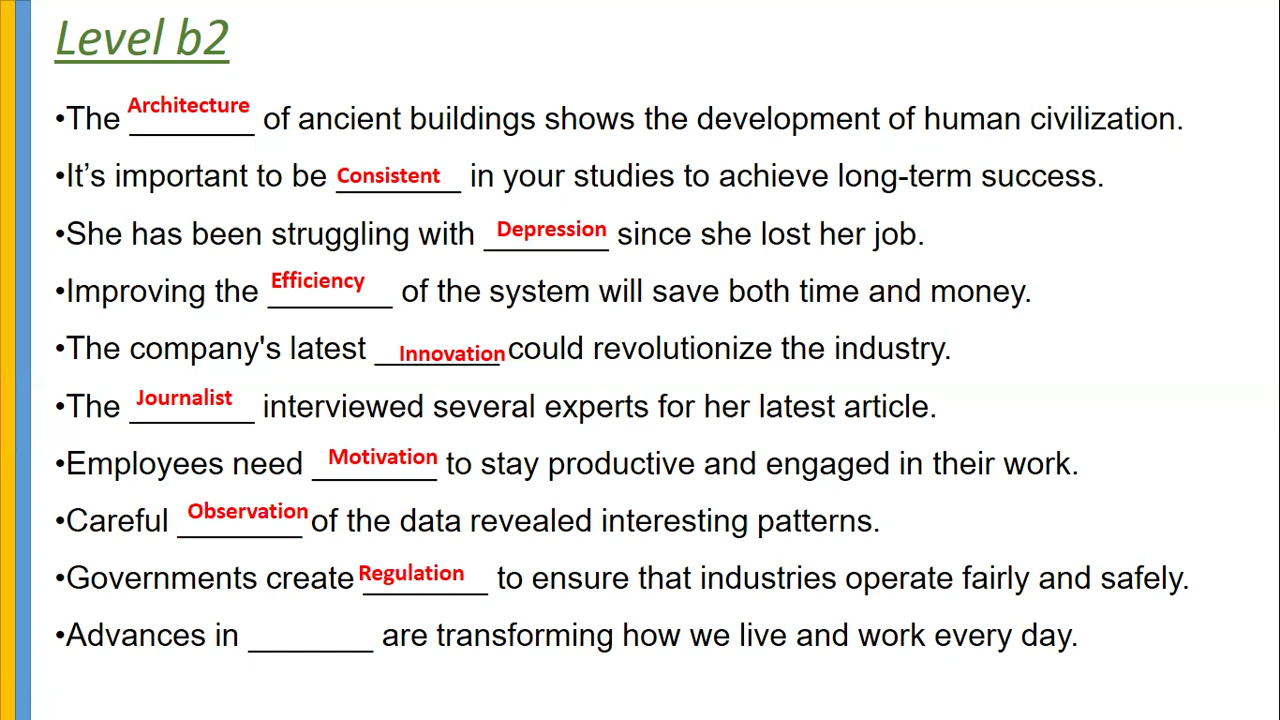 Level b2
•The Architecture of ancient buildings shows the development of human civilization.
•It’s important to be Consistent in your studies to achieve long-term success.
•She has been struggling with Depression since she lost her job.
•Improving the Efficiency of the system will save both time and money.
•The company's latest Innovation could revolutionize the industry.
•The Journalist interviewed several experts for her latest article.
•Employees need Motivation to stay productive and engaged in their work.
•Careful Observation of the data revealed interesting patterns.
•Governments create Regulation to ensure that industries operate fairly and safely.
•Advances in ________ are transforming how we live and work every day.